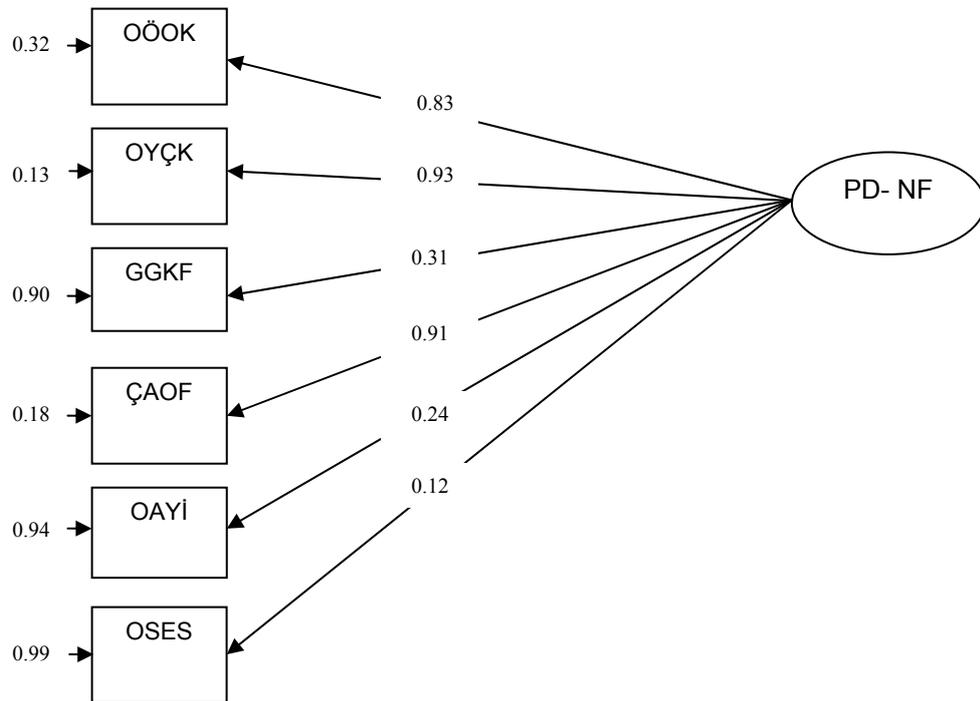 OÖOK
0.32
0.83
OYÇK
0.13
0.93
PD- NF
GGKF
0.90
0.31
ÇAOF
0.18
0.91
OAYİ
0.94
0.24
OSES
0.99
0.12